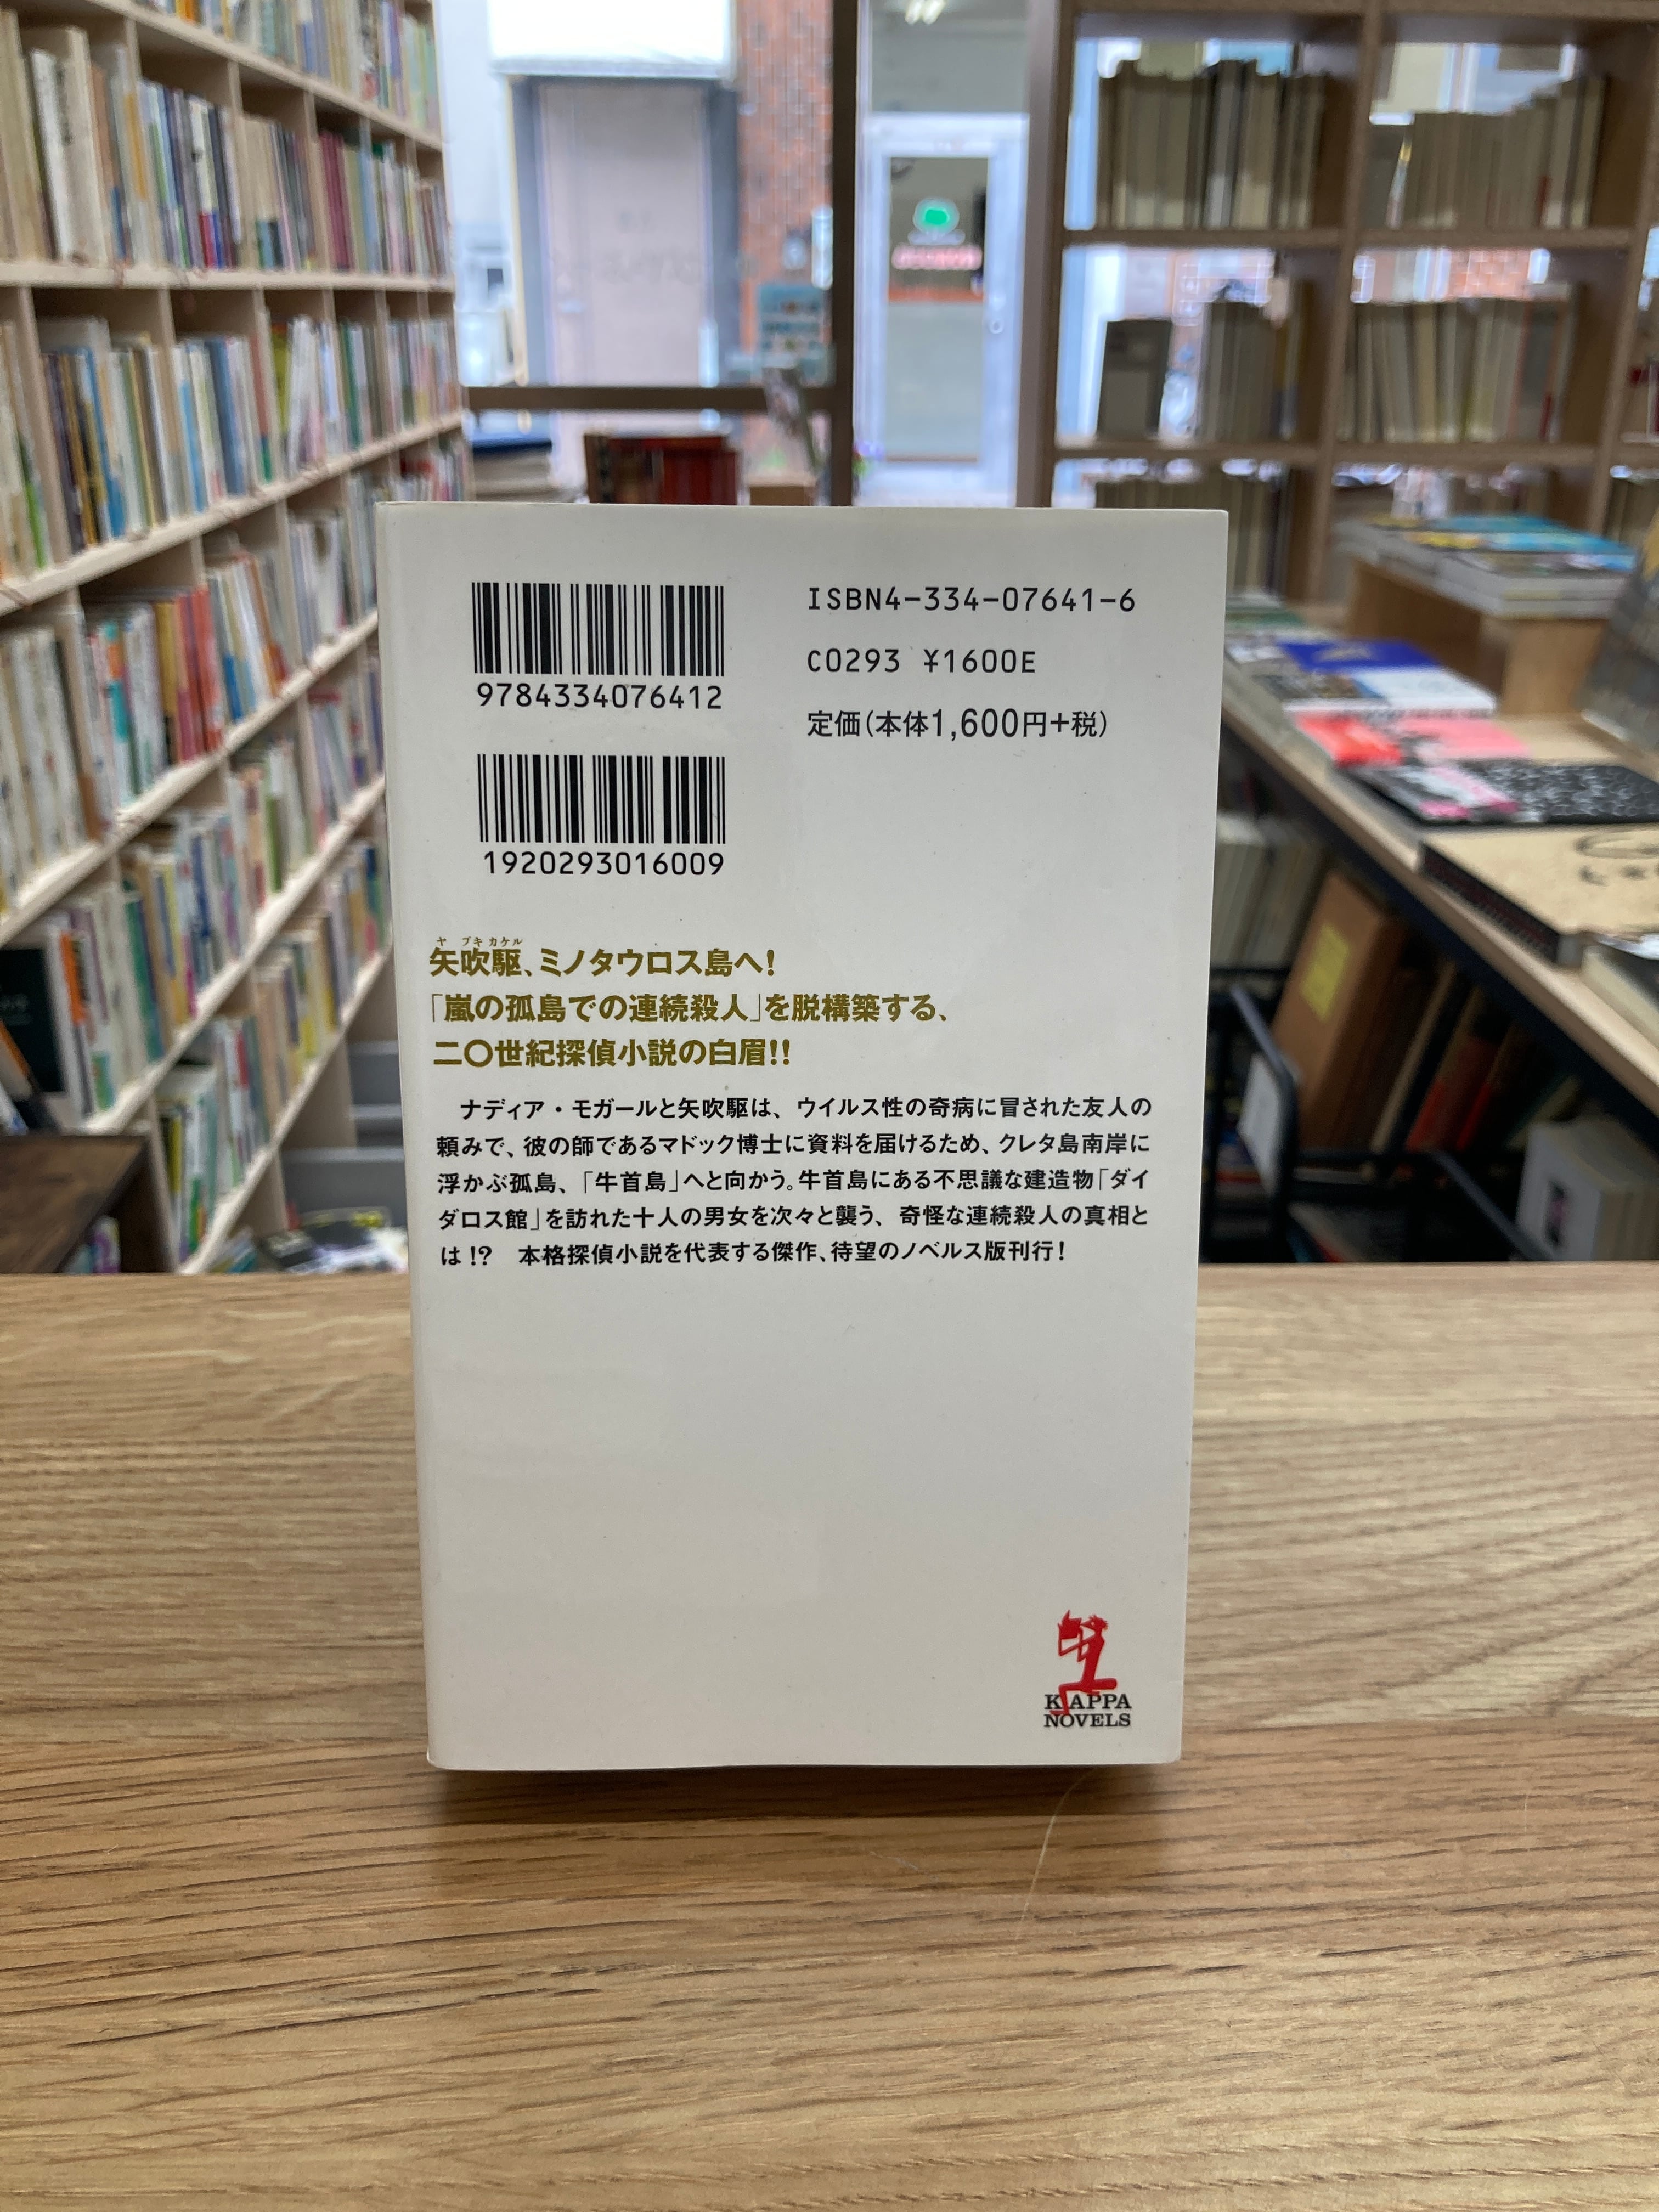 9784334076412
1920293016009
ISBN4-334-07641-6
C0293 ¥1600E
定価(本体1,600円+税)
ヤブキカケル
矢吹駆、ミノタウロス島へ!
「嵐の孤島での連続殺人」を脱構築する、
二〇世紀探偵小説の白眉!!
ナディア・モガールと矢吹駆は、ウイルス性の奇病に冒された友人の
頼みで、彼の師であるマドック博士に資料を届けるため、クレタ島南岸に
浮かぶ孤島、「牛首島」へと向かう。牛首島にある不思議な建造物「ダイ
ダロス館」を訪れた十人の男女を次々と襲う、奇怪な連続殺人の真相と
は!? 本格探偵小説を代表する傑作、待望のノベルス版刊行!
KAPPA
NOVELS